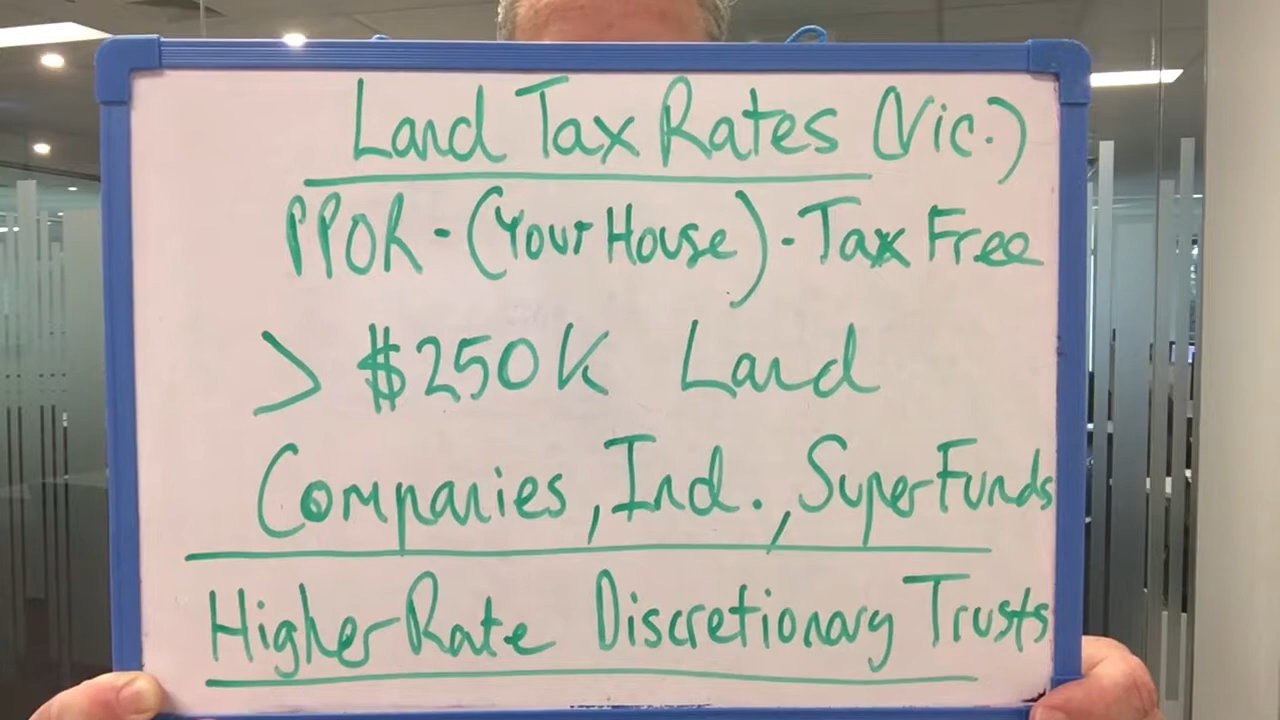 Land Tax Rates (Vic.)
PPOR - (Your House) - Tax Free
> $250K Land
Companies, Ind., Super Funds
Higher Rate Discretionary Trusts